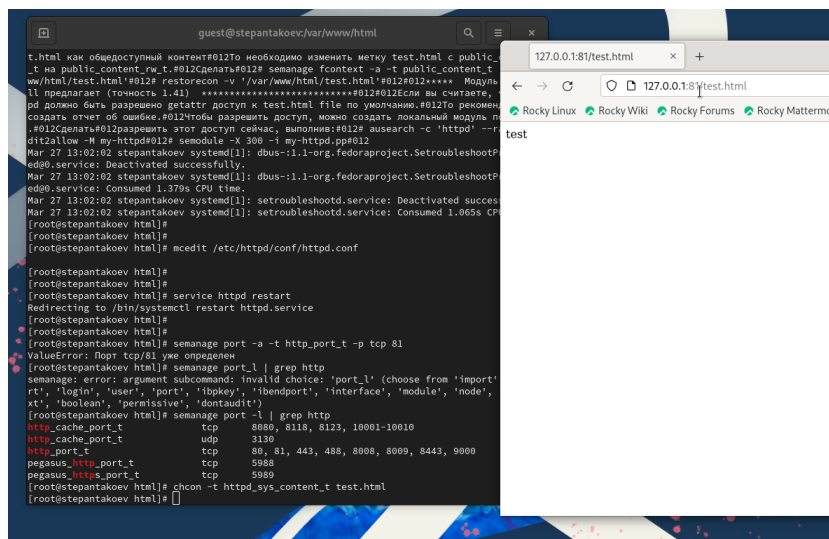 guest@stepantakoev:/var/www/html
t.html как общедоступный контент#012То необходимо изменить метку test.html с public_
_t на public_content_rw_t.#012Сделать#012# semanage fcontext -a -t public_content_t
ww/html/test.html'#012# restorecon -v '/var/www/html/test.html'#012#012***** Модуль
ll предлагает (точность 1.41) **************************#012#012Если вы считаете,
pd должно быть разрешено getattr доступ к test.html file по умолчанию.#012То рекомен
создать отчет об ошибке.#012Чтобы разрешить доступ, можно создать локальный модуль п
.#012Сделать#012разрешить этот доступ сейчас, выполнив:#012# ausearch -c 'httpd' --r
dit2allow -M my-httpd#012# semodule -X 300 -i my-httpd.pp#012
Mar 27 13:02:02 stepantakoev systemd[1]: dbus-:1.1-org.fedoraproject.SetroubleshootP
ed@0.service: Deactivated successfully.
Mar 27 13:02:02 stepantakoev systemd[1]: dbus-:1.1-org.fedoraproject.SetroubleshootP
ed@0.service: Consumed 1.379s CPU time.
Mar 27 13:02:02 stepantakoev systemd[1]: setroubleshootd.service: Deactivated succes
Mar 27 13:02:02 stepantakoev systemd[1]: setroubleshootd.service: Consumed 1.065s CP
[root@stepantakoev html]#
[root@stepantakoev html]#
[root@stepantakoev html]# mcedit /etc/httpd/conf/httpd.conf
[root@stepantakoev html]#
[root@stepantakoev html]#
[root@stepantakoev html]# service httpd restart
Redirecting to /bin/systemctl restart httpd.service
[root@stepantakoev html]#
[root@stepantakoev html]#
[root@stepantakoev html]# semanage port -a -t http_port_t -p tcp 81
ValueError: Порт tcp/81 уже определен
[root@stepantakoev html]# semanage port_l | grep http
semanage: error: argument subcommand: invalid choice: 'port_l' (choose from 'import'
rt', 'login', 'user', 'port', 'ibpkey', 'ibendport', 'interface', 'module', 'node',
xt', 'boolean', 'permissive', 'dontaudit')
[root@stepantakoev html]# semanage port -l | grep http
http_cache_port_t tcp 8080, 8118, 8123, 10001-10010
http_cache_port_t udp 3130
http_port_t tcp 80, 81, 443, 488, 8008, 8009, 8443, 9000
pegasus_http_port_t tcp 5988
pegasus_https_port_t tcp 5989
[root@stepantakoev html]# chcon -t httpd_sys_content_t test.html
[root@stepantakoev html]#
127.0.0.1:81/test.html
127.0.0.1:81/test.html
Rocky Linux Rocky Wiki Rocky Forums Rocky Mattermo
test